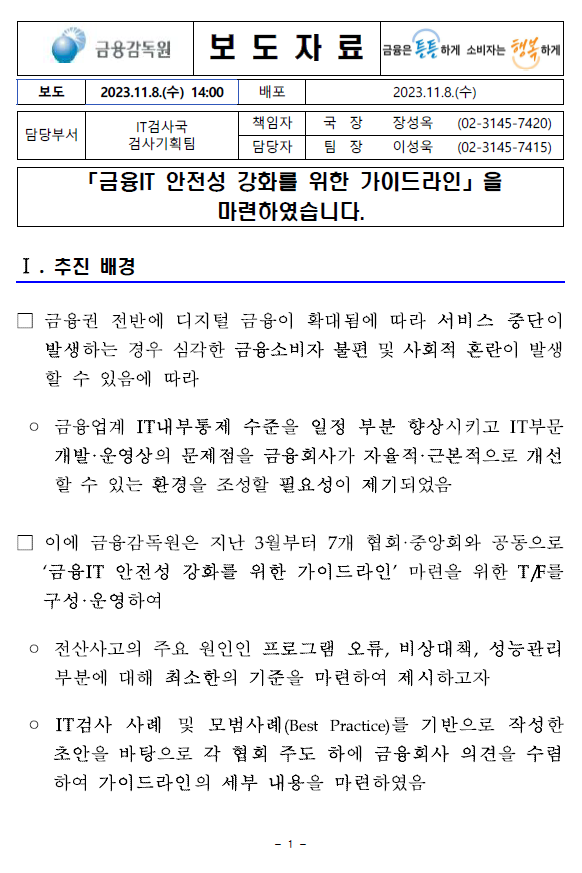 금융감독원
보도자료
금융은 튼튼하게 소비자는 행복하게
보도 2023.11.8.(수) 14:00 배포 2023.11.8.(수)
담당부서 IT검사국 검사기획팀 책임자 국 장 장성옥 (02-3145-7420)
담당자 팀 장 이성욱 (02-3145-7415)
「금융IT 안전성 강화를 위한 가이드라인」을
마련하였습니다.
Ⅰ. 추진 배경
□ 금융권 전반에 디지털 금융이 확대됨에 따라 서비스 중단이
발생하는 경우 심각한 금융소비자 불편 및 사회적 혼란이 발생
할 수 있음에 따라
ㅇ 금융업계 IT내부통제 수준을 일정 부분 향상시키고 IT부문
개발·운영상의 문제점을 금융회사가 자율적·근본적으로 개선
할 수 있는 환경을 조성할 필요성이 제기되었음
□ 이에 금융감독원은 지난 3월부터 7개 협회·중앙회와 공동으로
‘금융IT 안전성 강화를 위한 가이드라인’ 마련을 위한 T/F를
구성·운영하여
ㅇ 전산사고의 주요 원인인 프로그램 오류, 비상대책, 성능관리
부분에 대해 최소한의 기준을 마련하여 제시하고자
ㅇ IT검사 사례 및 모범사례(Best Practice)를 기반으로 작성한
초안을 바탕으로 각 협회 주도 하에 금융회사 의견을 수렴
하여 가이드라인의 세부 내용을 마련하였음
- 1 -